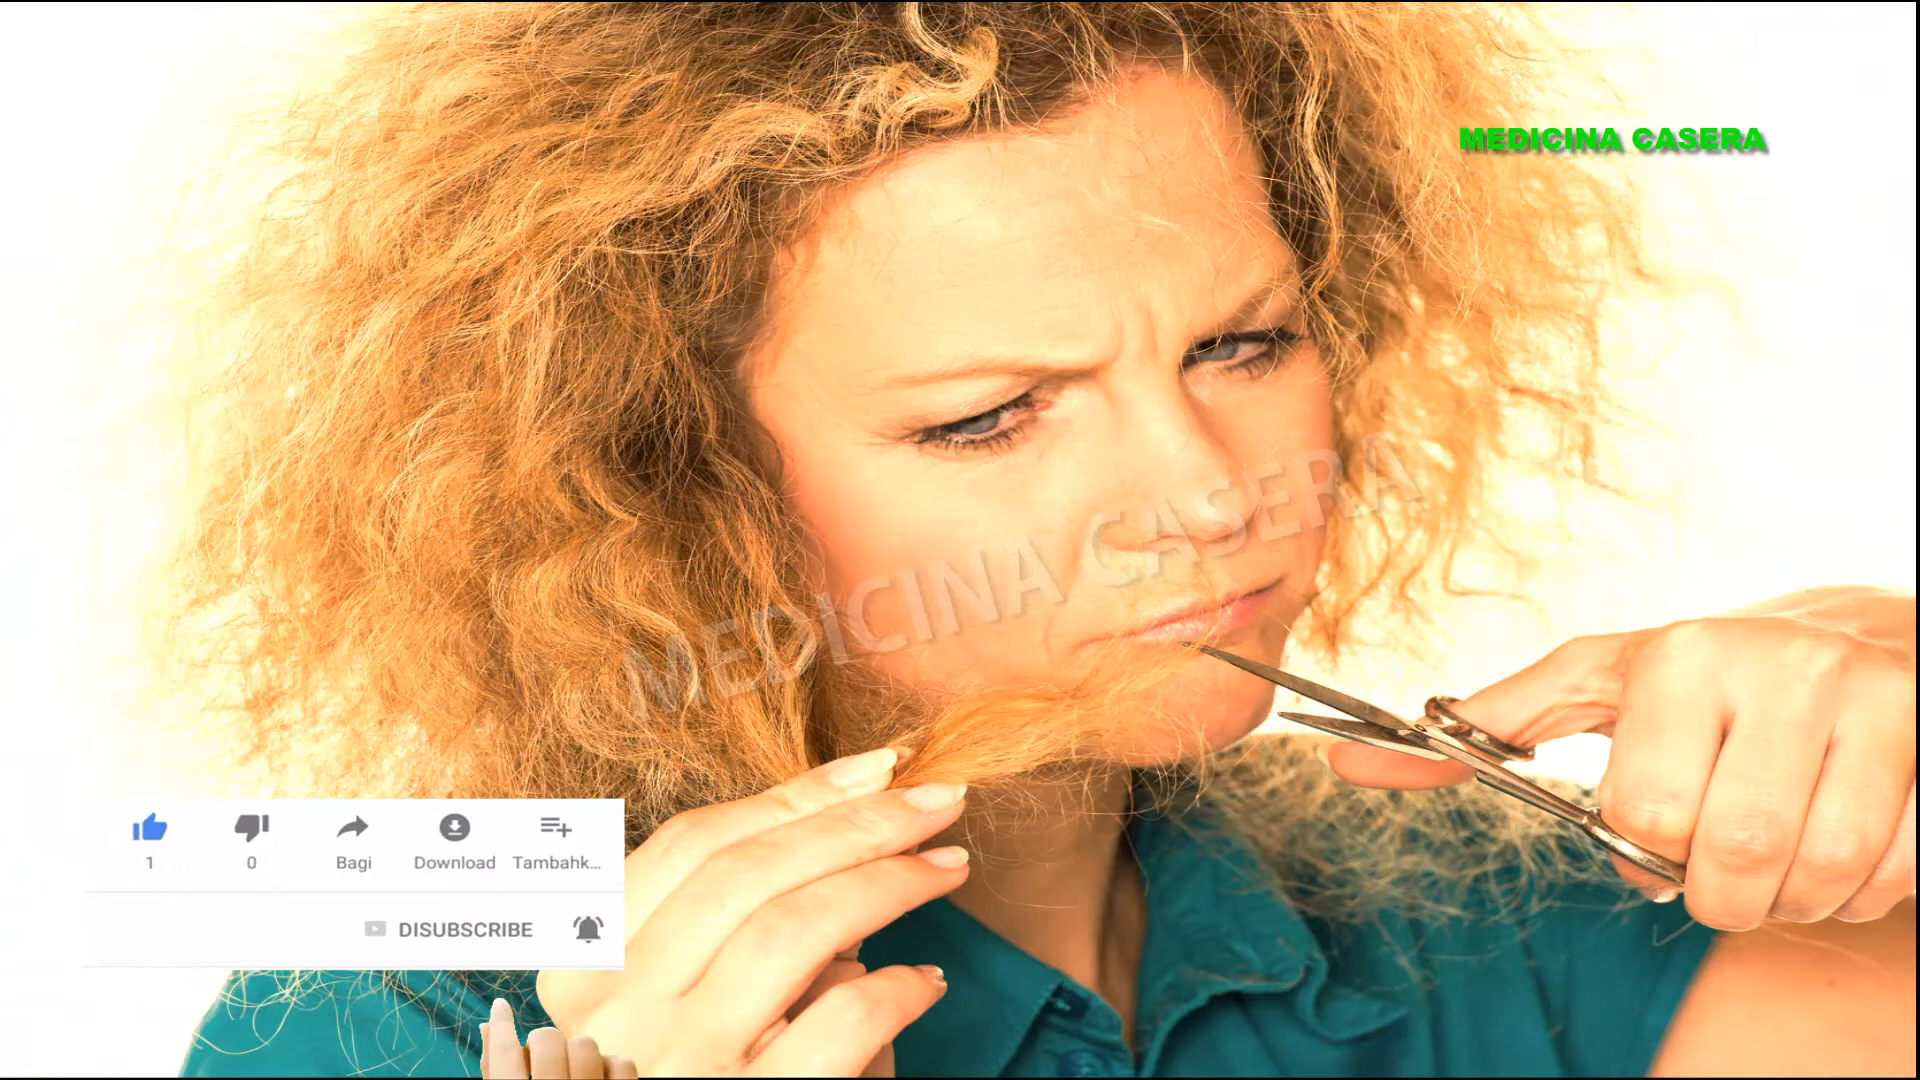 MEDICINA CASERA
MEDICINA CASERA
1
0
Bagi
Download
Tambahk...
DISUBSCRIBE